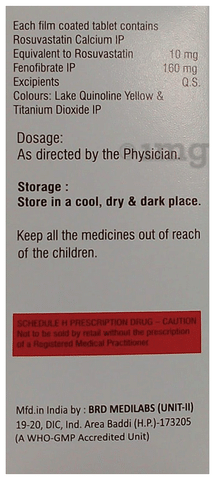 Each film coated tablet contains
Rosuvastatin Calcium IP
Equivalent to Rosuvastatin 10 mg
Fenofibrate IP 160 mg
Excipients Q.S.
Colours: Lake Quinoline Yellow &
Titanium Dioxide IP
Dosage:
As directed by the Physician.
Storage :
Store in a cool, dry & dark place.
Keep all the medicines out of reach
of the children.
SCHEDULE H PRESCRIPTION DRUG – CAUTION
Not to be sold by retail without the prescription
of a Registered Medical Practitioner
Mfd.in India by : BRD MEDILABS (UNIT-II)
19-20, DIC, Ind. Area Baddi (H.P.)-173205
(A WHO-GMP Accredited Unit)